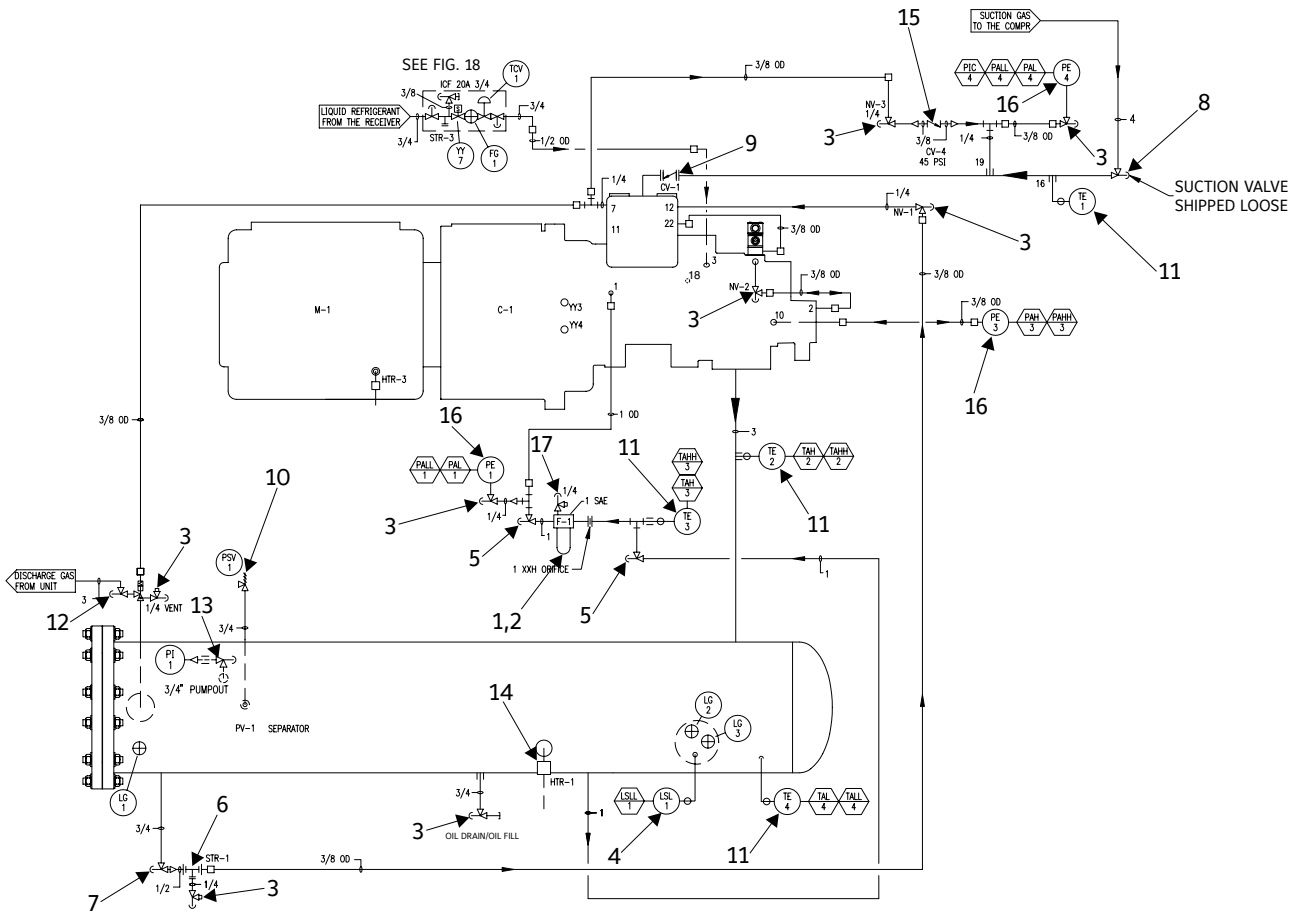 SUCTION GAS
TO THE COMPR
15
SEE FIG. 18
TCV
1
ICF 20A 3/4
3/8
3/4
LIQUID REFRIGERANT
FROM THE RECEIVER
3/4
STR-3
YY
7
FG
1
1/2 OD
3/8 OD
PIC
4
PALL
4
PAL
4
PE
4
16
4
8
NV-3
1/4
3
3/8
CV-4
45 PSI
1/4
3/8 OD
3
9
CV-1
19
16
SUCTION VALVE
SHIPPED LOOSE
TE
1
11
1/4
7
12
11
22
1/4
NV-1
3
3/8 OD
3
18
3/8 OD
M-1
C-1
1
YY3
YY4
NV-2
3
3/8 OD
2
10
3/8 OD
PE
3
PAH
3
PAHH
3
16
HTR-3
3/8 OD
1 OD
3
16
PALL
1
PAL
1
PE
1
17
1/4
11
TAHH
3
TAH
3
TE
3
TE
2
TAH
2
TAHH
2
11
3
1/4
5
1
F-1
1 SAE
1 XXH ORIFICE
1,2
5
1
10
PSV
1
3
DISCHARGE GAS
FROM UNIT
3
12
1/4 VENT
13
3/4
PI
1
3/4" PUMPOUT
PV-1 SEPARATOR
14
HTR-1
LG
2
LG
3
LG
1
LSLL
1
LSL
1
4
TE
4
TAL
4
TALL
4
11
3/4
3/4
3
OIL DRAIN/OIL FILL
1
6
STR-1
3/8 OD
7
1/2
1/4
3